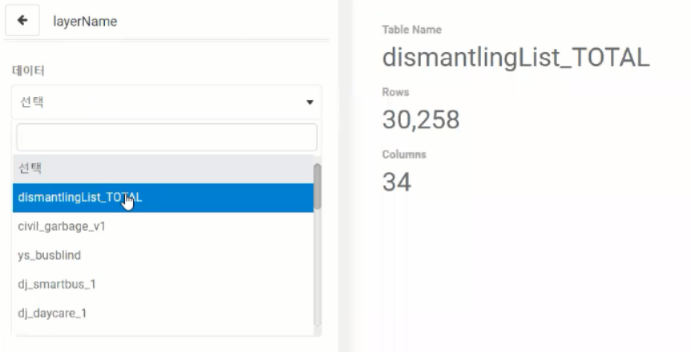 layerName
데이터
선택
선택
dismantlingList_TOTAL
civil_garbage_v1
ys_busblind
dj_smartbus_1
dj_daycare_1
Table Name
dismantlingList_TOTAL
Rows
30,258
Columns
34